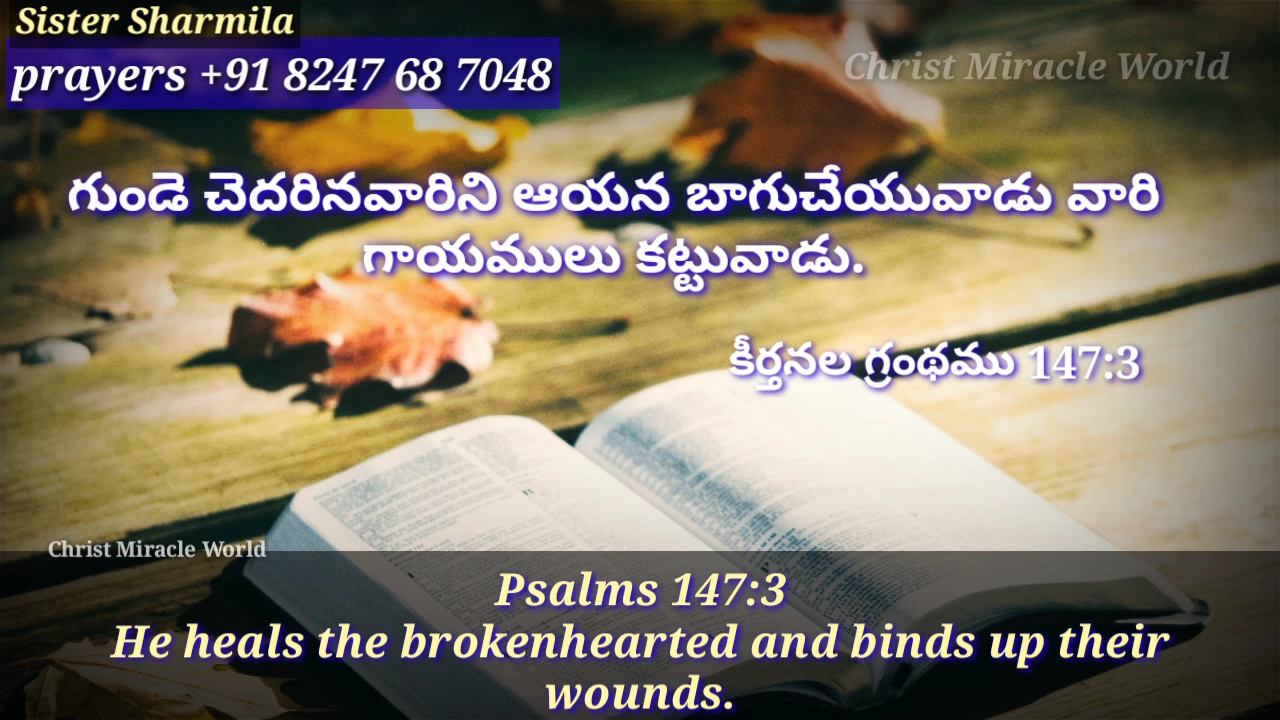 Sister Sharmila
prayers +91 8247 68 7048
Christ Miracle World
గుండె చెదరినవారిని ఆయన బాగుచేయువాడు వారి
గాయములు కట్టువాడు.
కీర్తనల గ్రంథము 147:3
Christ Miracle World
Psalms 147:3
He heals the brokenhearted and binds up their
wounds.